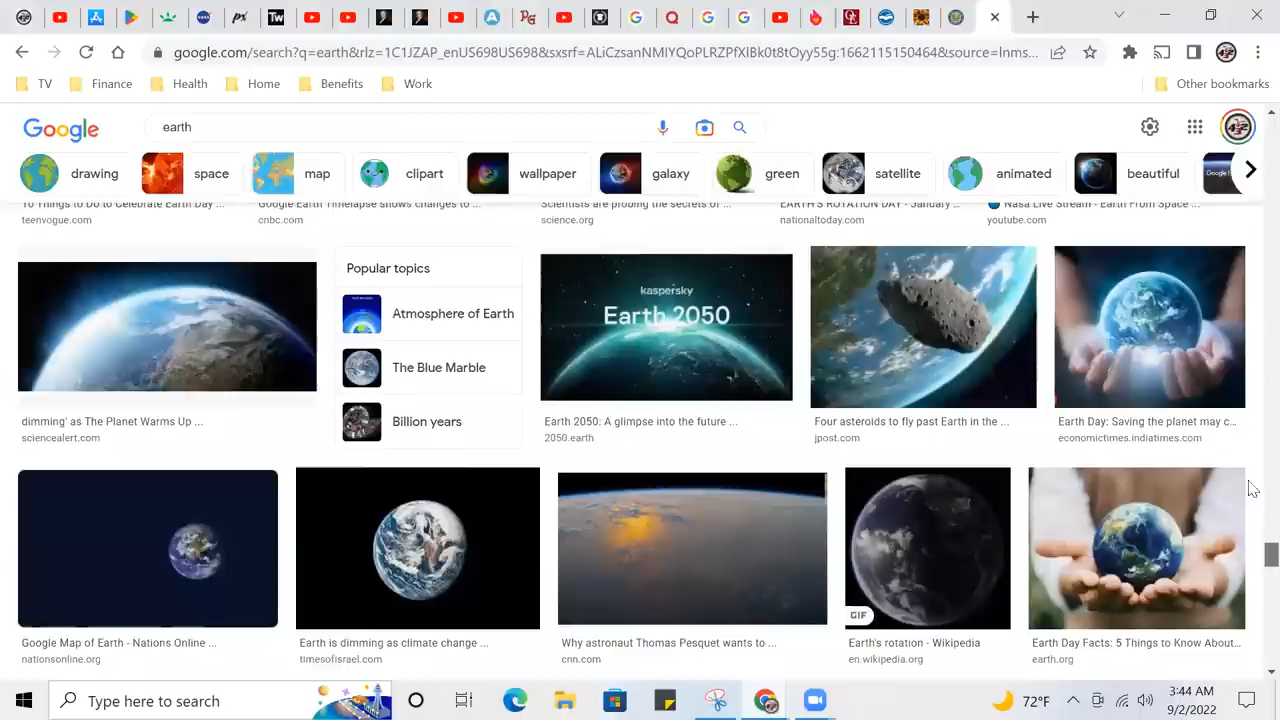 google.com/search?q=earth&rlz=1C1JZAP_enUS698US698&sxsrf=ALiCzsanNMlYQoPLRZPfXlBk0t8tOyy55g:1662115150464&source=lnms...
TV
Finance
Health
Home
Benefits
Work
Other bookmarks
Google
earth
drawing
space
map
clipart
wallpaper
galaxy
green
satellite
animated
beautiful
10 Things to Do to Celebrate Earth Day ...
Google Earth Timelapse shows changes to ...
Scientists are probing the secrets of ...
EARTH'S ROTATION DAY - January ...
Nasa Live Stream - Earth From Space ...
teenvogue.com
cnbc.com
science.org
nationaltoday.com
youtube.com
Popular topics
Atmosphere of Earth
The Blue Marble
Billion years
kaspersky
Earth 2050
dimming' as The Planet Warms Up ...
sciencealert.com
Earth 2050: A glimpse into the future ...
2050.earth
Four asteroids to fly past Earth in the ...
jpost.com
Earth Day: Saving the planet may c...
economictimes.indiatimes.com
GIF
Google Map of Earth - Nations Online ...
nationsonline.org
Earth is dimming as climate change ...
timesofisrael.com
Why astronaut Thomas Pesquet wants to ...
cnn.com
Earth's rotation - Wikipedia
en.wikipedia.org
Earth Day Facts: 5 Things to Know About...
earth.org
Type here to search
72°F
3:44 AM
9/2/2022